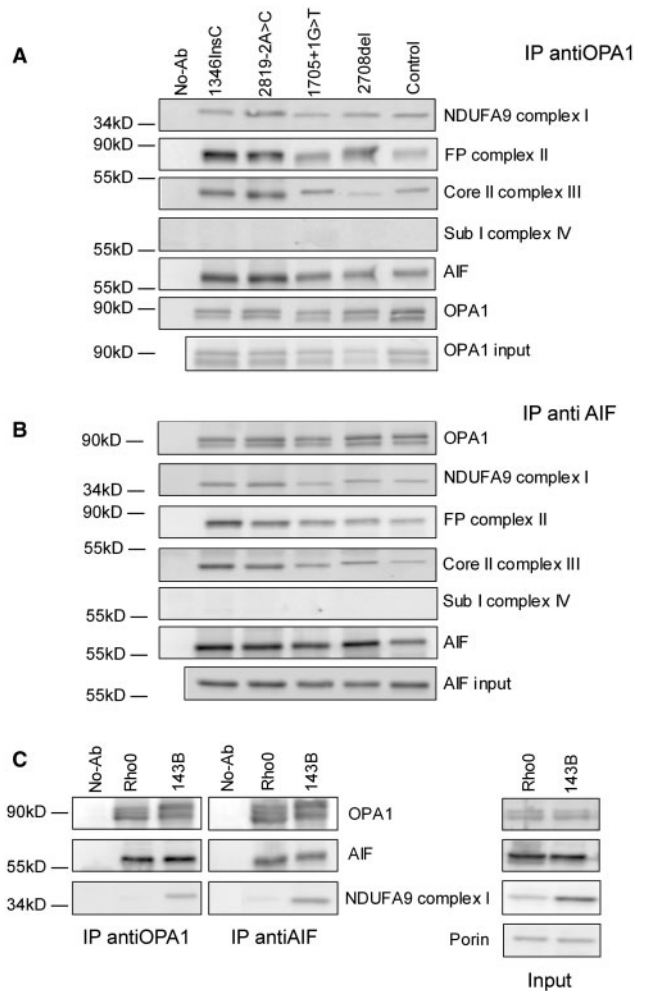 A
No-Ab
1346InsC
2819-2A>C
1705+1G>T
2708del
Control
IP antiOPA1
34kD
NDUFA9 complex I
90kD
FP complex II
55kD
Core II complex III
Sub I complex IV
55kD
AIF
55kD
90kD
OPA1
90kD
OPA1 input
B
IP anti AIF
90kD
OPA1
NDUFA9 complex I
34kD
90kD
FP complex II
55kD
Core II complex III
Sub I complex IV
55kD
AIF
55kD
AIF input
55kD
C
No-Ab
Rho0
143B
No-Ab
Rho0
143B
Rho0
143B
90kD
OPA1
55kD
AIF
34kD
NDUFA9 complex I
IP antiOPA1
IP antiAIF
Porin
Input